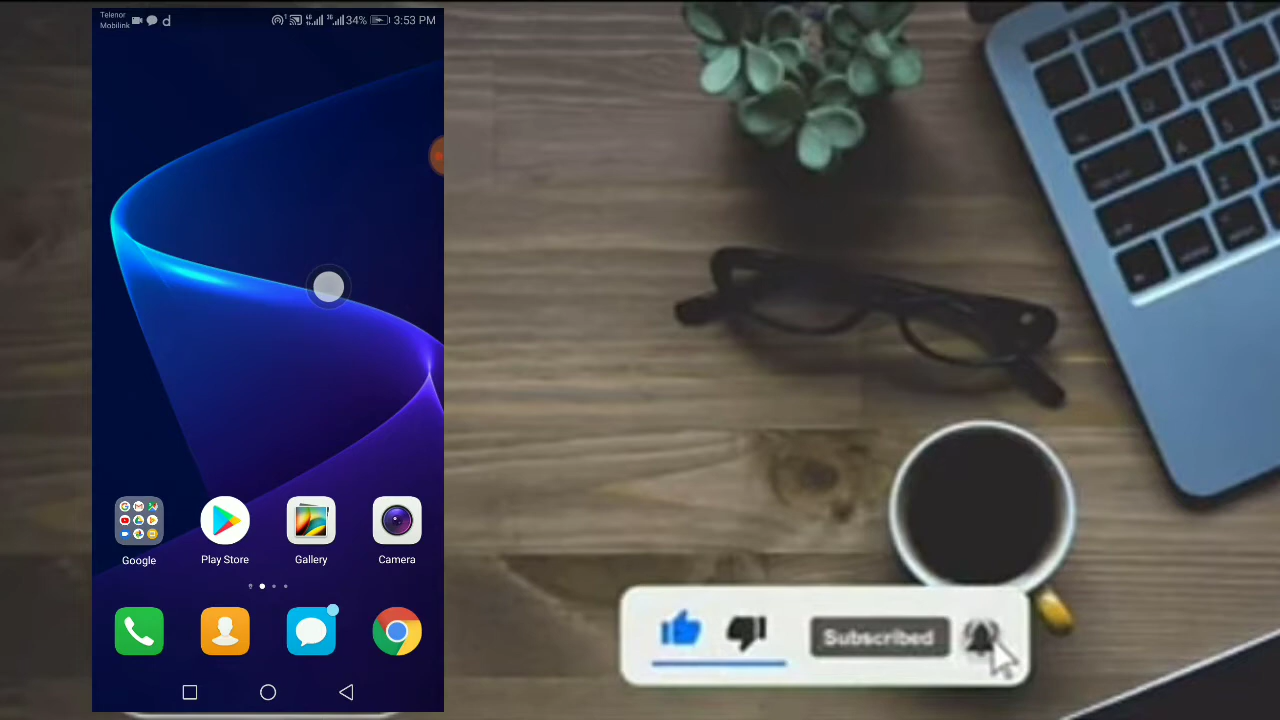 Telenor
Mobilink
34%
3:53 PM
Google
Play Store
Gallery
Camera
Subscribed